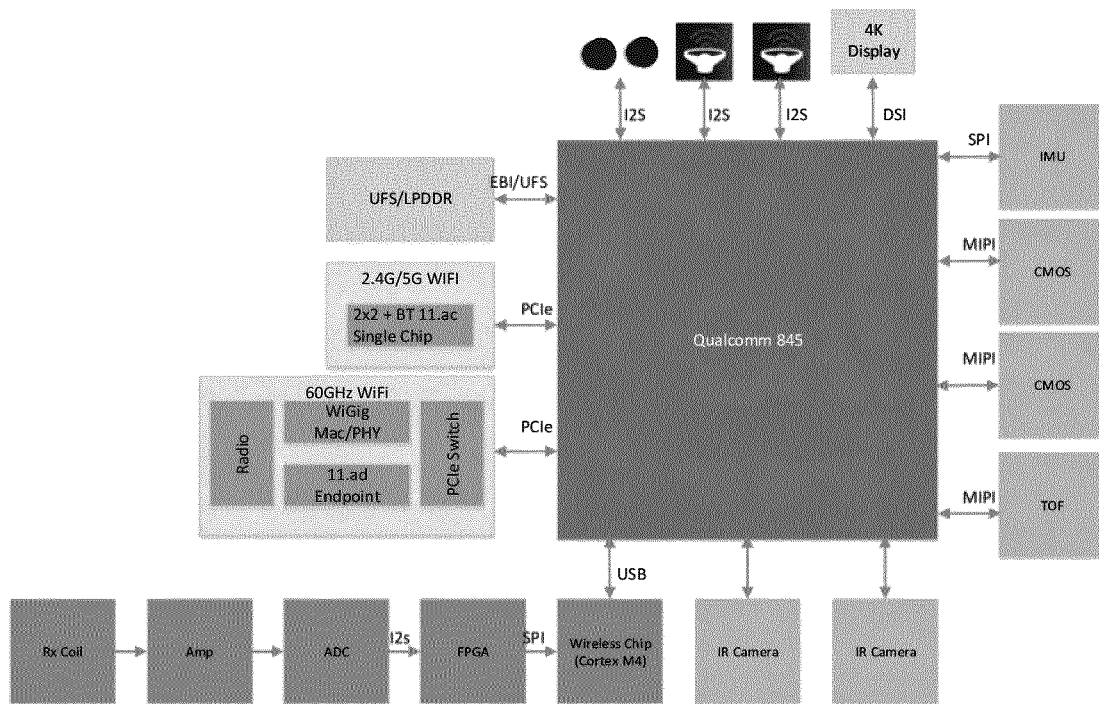 4K
Display
I2S
I2S
I2S
DSI
SPI
IMU
EBI/UFS
UFS/LPDDR
MIPI
CMOS
2.4G/5G WIFI
2x2 + BT 11.ac
Single Chip
PCIe
Qualcomm 845
MIPI
CMOS
60GHz WiFi
WiGig
Mac/PHY
Radio
11.ad
Endpoint
PCIe Switch
PCIe
MIPI
TOF
USB
Rx Coil
Amp
ADC
I2s
FPGA
SPI
Wireless Chip
(Cortex M4)
IR Camera
IR Camera